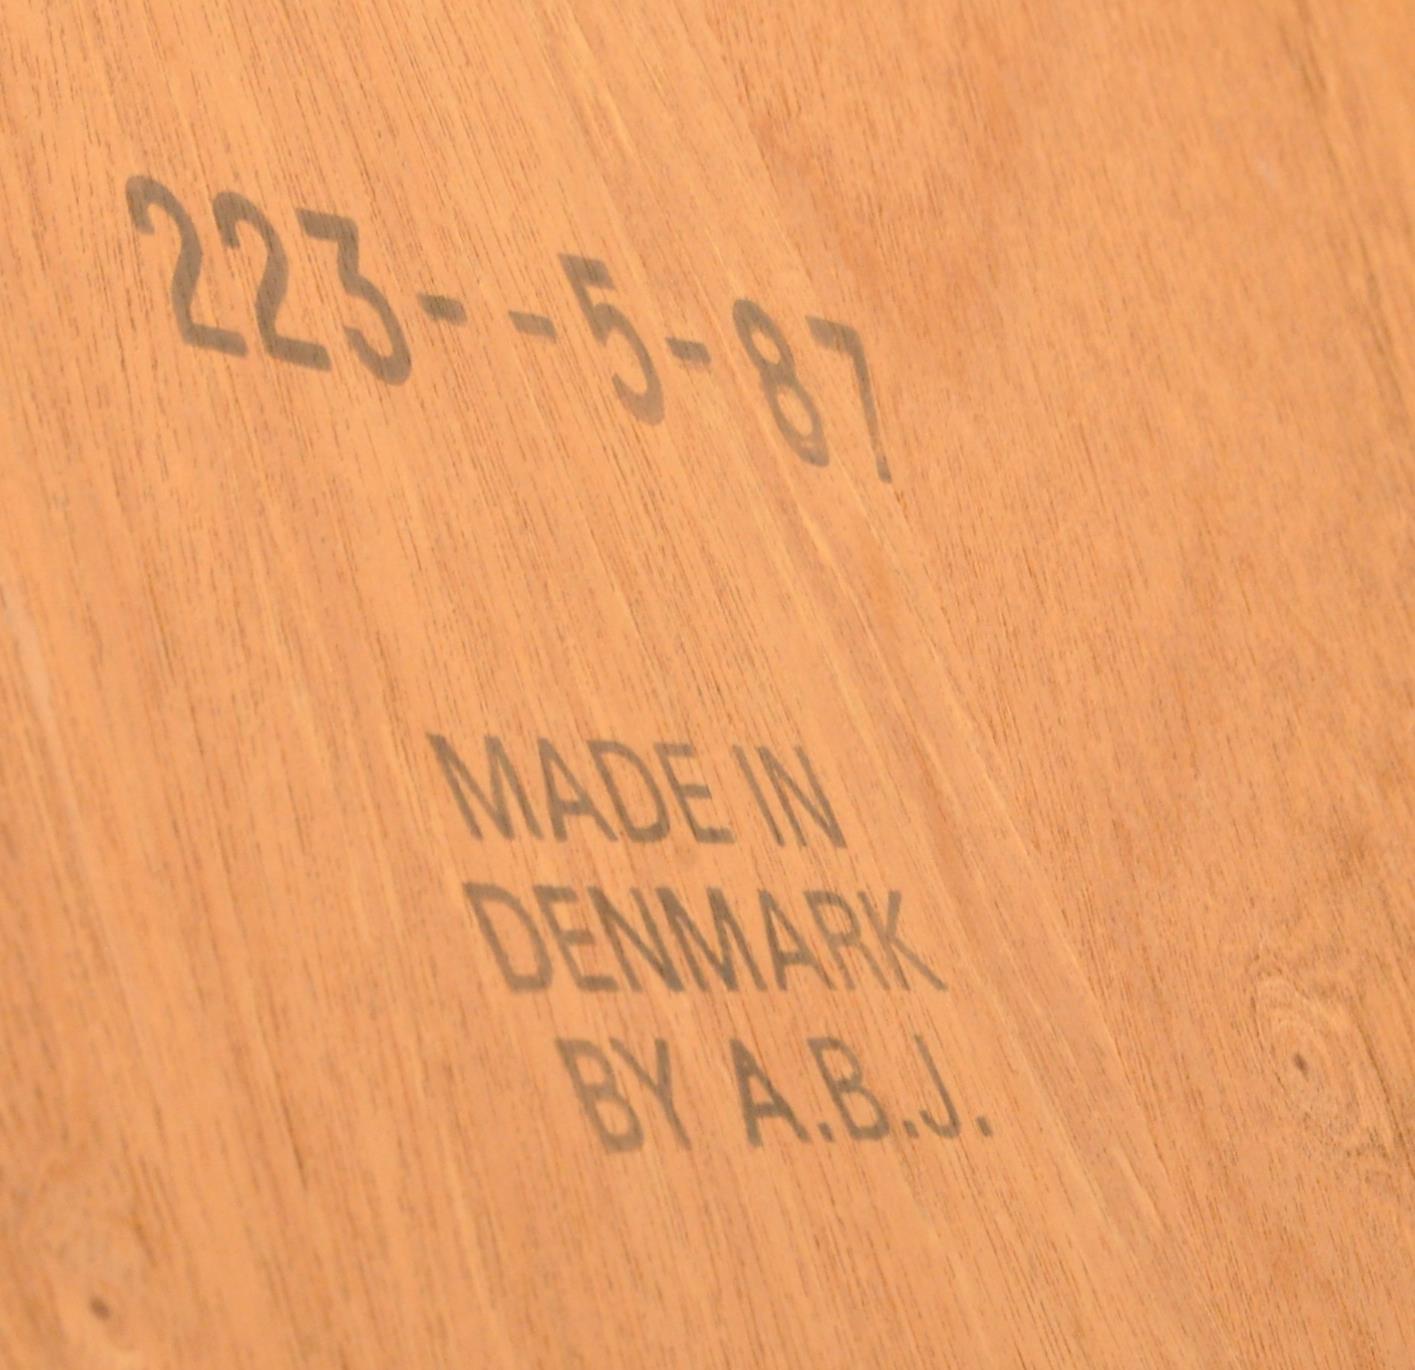 223--5-87
MADE IN
DENMARK
BY A.B.J.